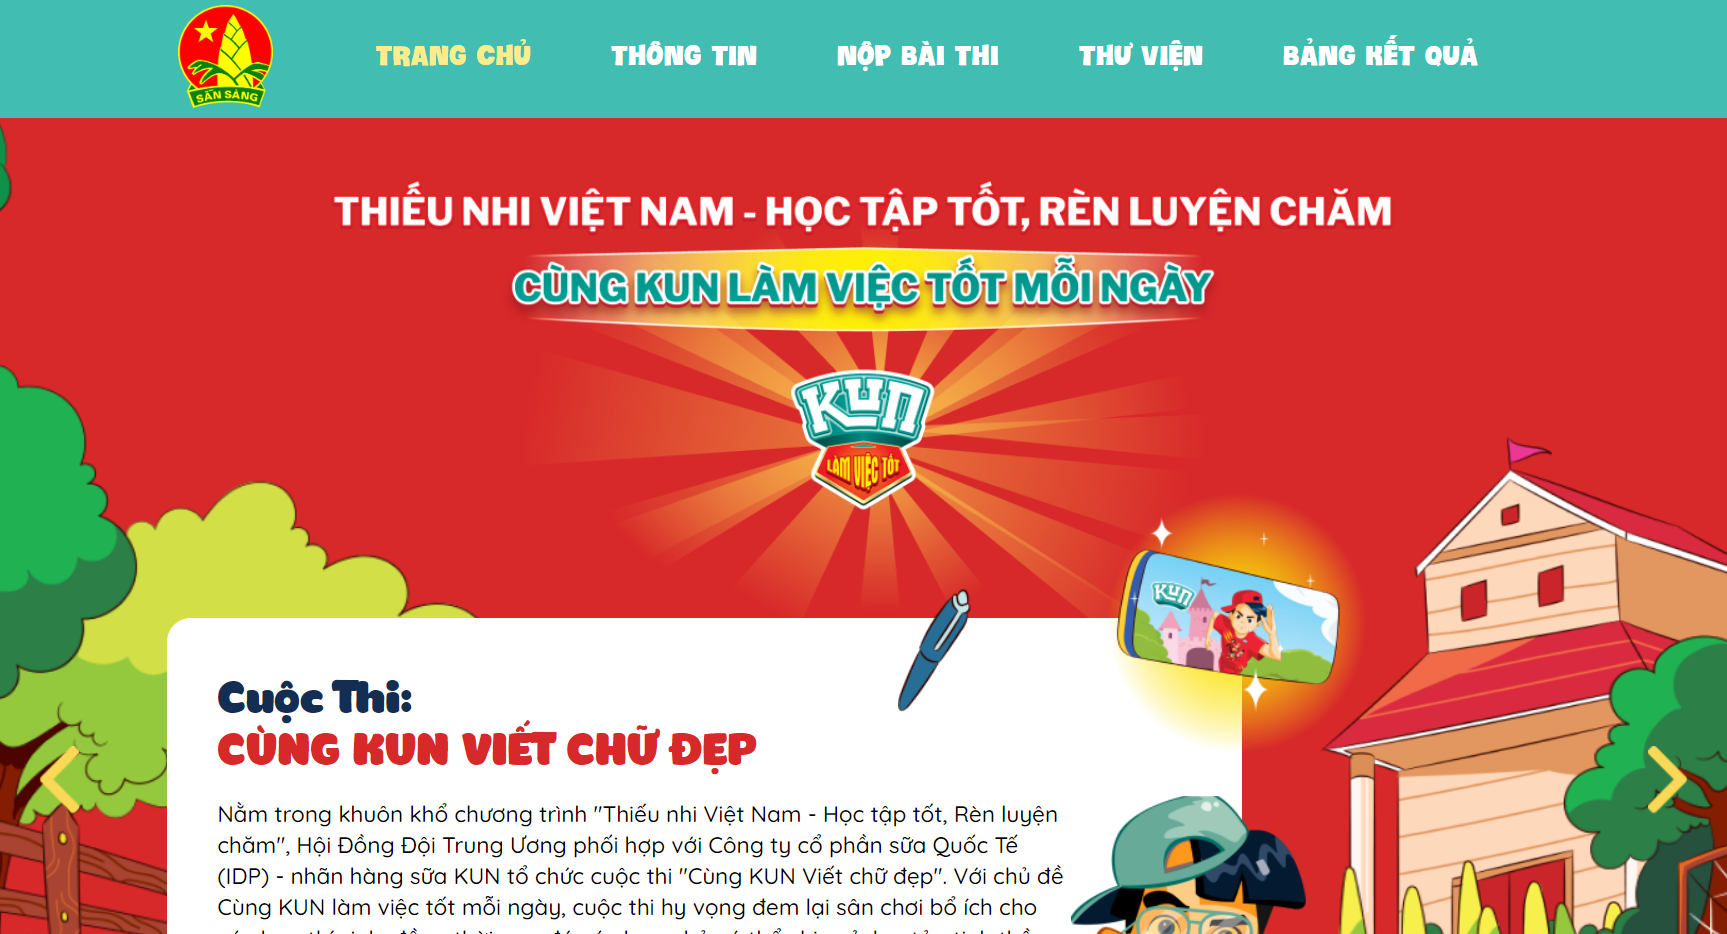 SẴN SÀNG
TRANG CHỦ
THÔNG TIN
NỘP BÀI THI
THƯ VIỆN
BẢNG KẾT QUẢ
THIẾU NHI VIỆT NAM - HỌC TẬP TỐT, RÈN LUYỆN CHĂM
CÙNG KUN LÀM VIỆC TỐT MỖI NGÀY
KUN
LÀM VIỆC TỐT
KUN
Cuộc Thi:
CÙNG KUN VIẾT CHỮ ĐẸP
Nằm trong khuôn khổ chương trình "Thiếu nhi Việt Nam - Học tập tốt, Rèn luyện
chăm", Hội Đồng Đội Trung Ương phối hợp với Công ty cổ phần sữa Quốc Tế
(IDP) - nhãn hàng sữa KUN tổ chức cuộc thi "Cùng KUN Viết chữ đẹp". Với chủ đề
Cùng KUN làm việc tốt mỗi ngày, cuộc thi hy vọng đem lại sân chơi bổ ích cho